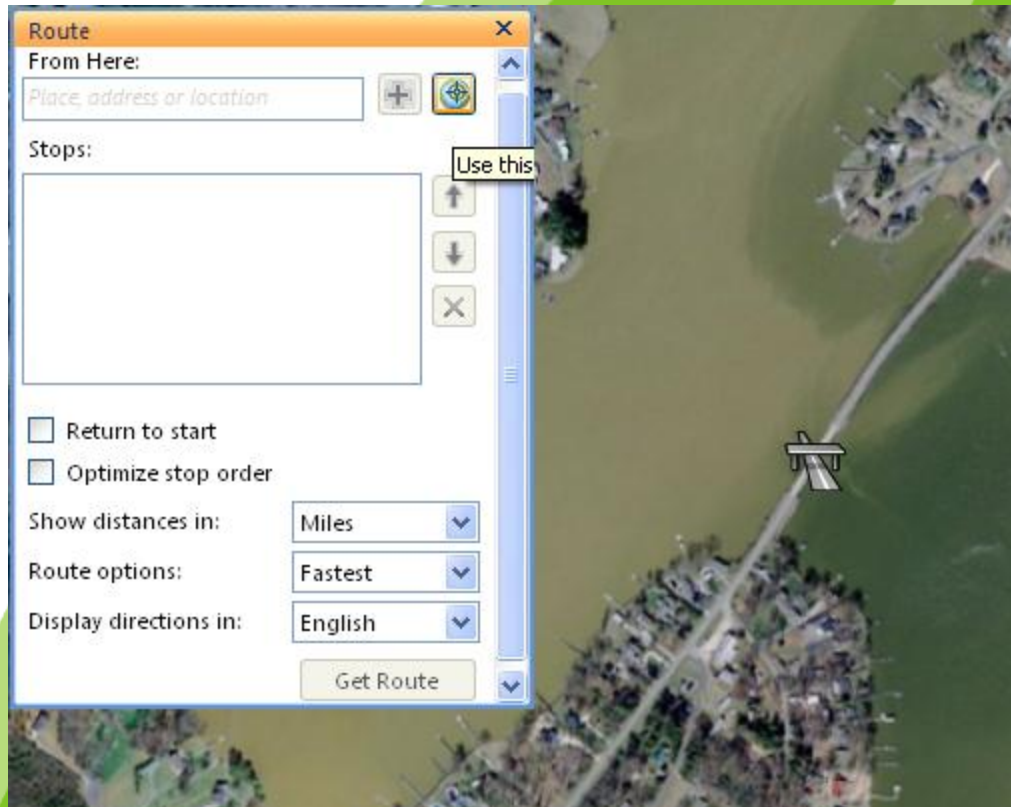 Route
From Here:
Place, address or location
Stops:
Use this
Return to start
Optimize stop order
Show distances in: Miles
Route options: Fastest
Display directions in: English
Get Route